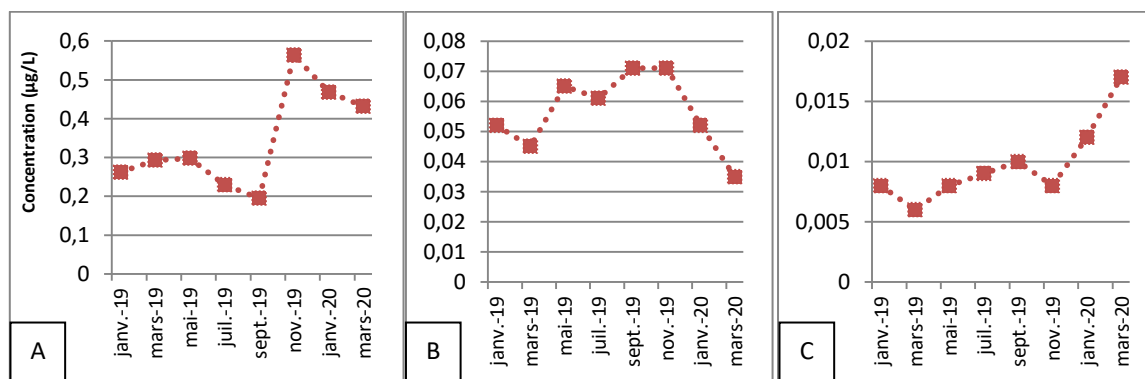 Concentration (µg/L)
0,6
0,5
0,4
0,3
0,2
0,1
0
janv.-19
mars-19
mai-19
juil.-19
sept.-19
nov.-19
janv.-20
mars-20
A
0,08
0,07
0,06
0,05
0,04
0,03
0,02
0,01
0
janv.-19
mars-19
mai-19
juil.-19
sept.-19
nov.-19
janv.-20
mars-20
B
0,02
0,015
0,01
0,005
0
janv.-19
mars-19
mai-19
juil.-19
sept.-19
nov.-19
janv.-20
mars-20
C